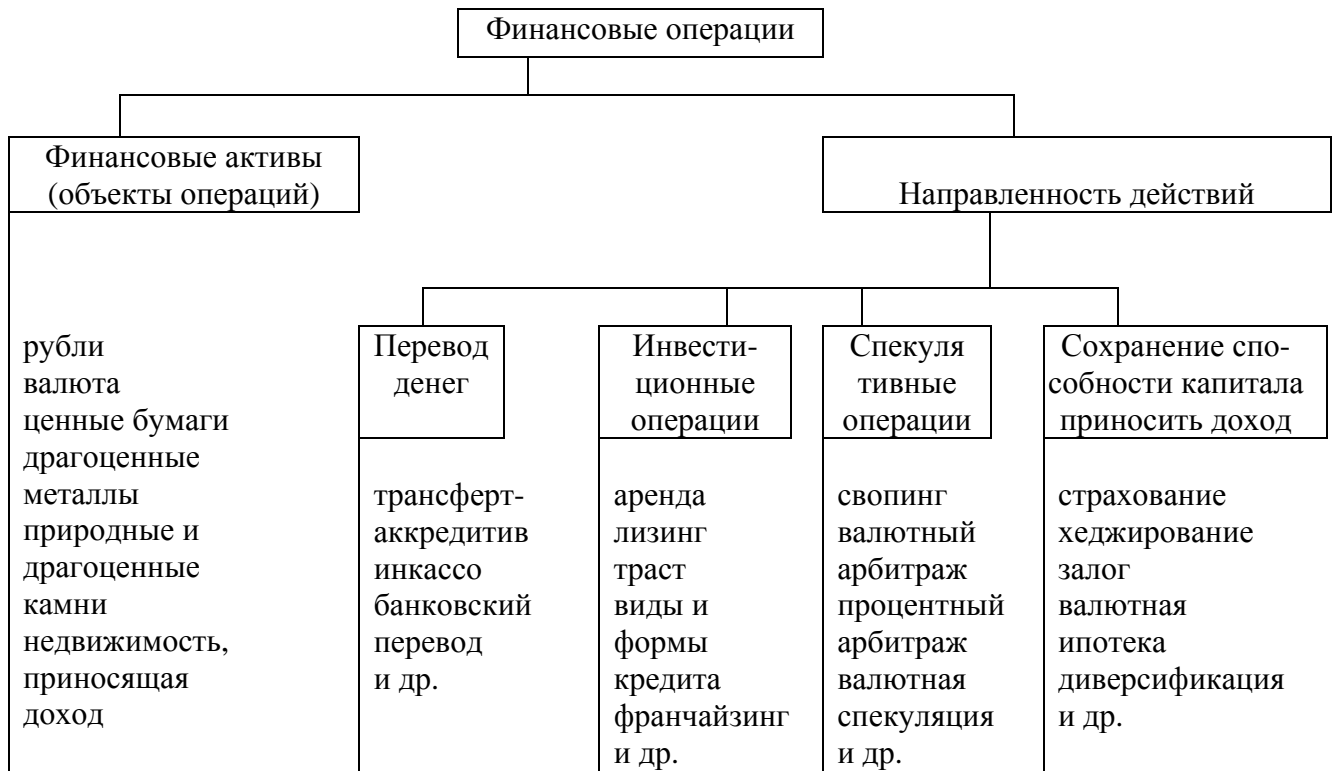 Финансовые операции
Финансовые активы
(объекты операций)
Направленность действий
рубли
валюта
ценные бумаги
драгоценные
металлы
природные и
драгоценные
камни
недвижимость,
приносящая
доход
Перевод
денег
трансферт-
аккредитив
инкассо
банковский
перевод
и др.
Инвести-
ционные
операции
аренда
лизинг
траст
виды и
формы
кредита
франчайзинг
и др.
Спекуля
тивные
операции
свопинг
валютный
арбитраж
процентный
арбитраж
валютная
спекуляция
и др.
Сохранение спо-
собности капитала
приносить доход
страхование
хеджирование
залог
валютная
ипотека
диверсификация
и др.